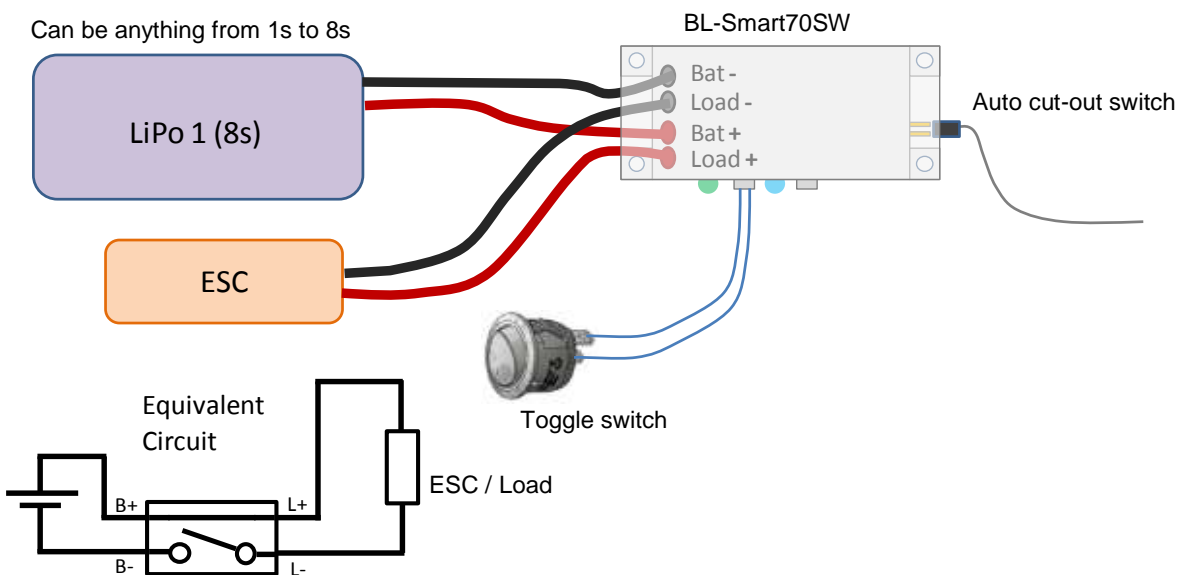 Can be anything from 1s to 8s
BL-Smart70SW
LiPo 1 (8s)
Bat -
Load -
Bat +
Load +
Auto cut-out switch
ESC
Toggle switch
Equivalent
Circuit
ESC / Load
B+
L+
B-
L-